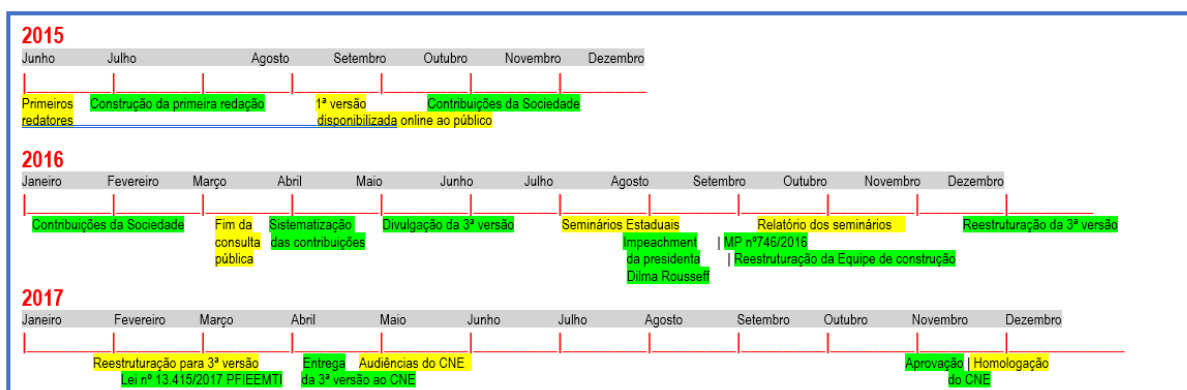 2015
Junho Julho Agosto Setembro Outubro Novembro Dezembro
Primeiros Construção da primeira redação 1ª versão Contribuições da Sociedade
redatores disponibilizada online ao público
2016
Janeiro Fevereiro Março Abril Maio Junho Julho Agosto Setembro Outubro Novembro Dezembro
Contribuições da Sociedade Fim da Sistematização Divulgação da 3ª versão Seminários Estaduais Relatório dos seminários Reestruturação da 3ª versão
consulta das contribuições Impeachment | MP nº746/2016
pública da presidenta | Reestruturação da Equipe de construção
Dilma Rousseff
2017
Janeiro Fevereiro Março Abril Maio Junho Julho Agosto Setembro Outubro Novembro Dezembro
Reestruturação para 3ª versão Entrega Audiências do CNE Aprovação | Homologação
Lei nº 13.415/2017 PFIEEMTI da 3ª versão ao CNE do CNE